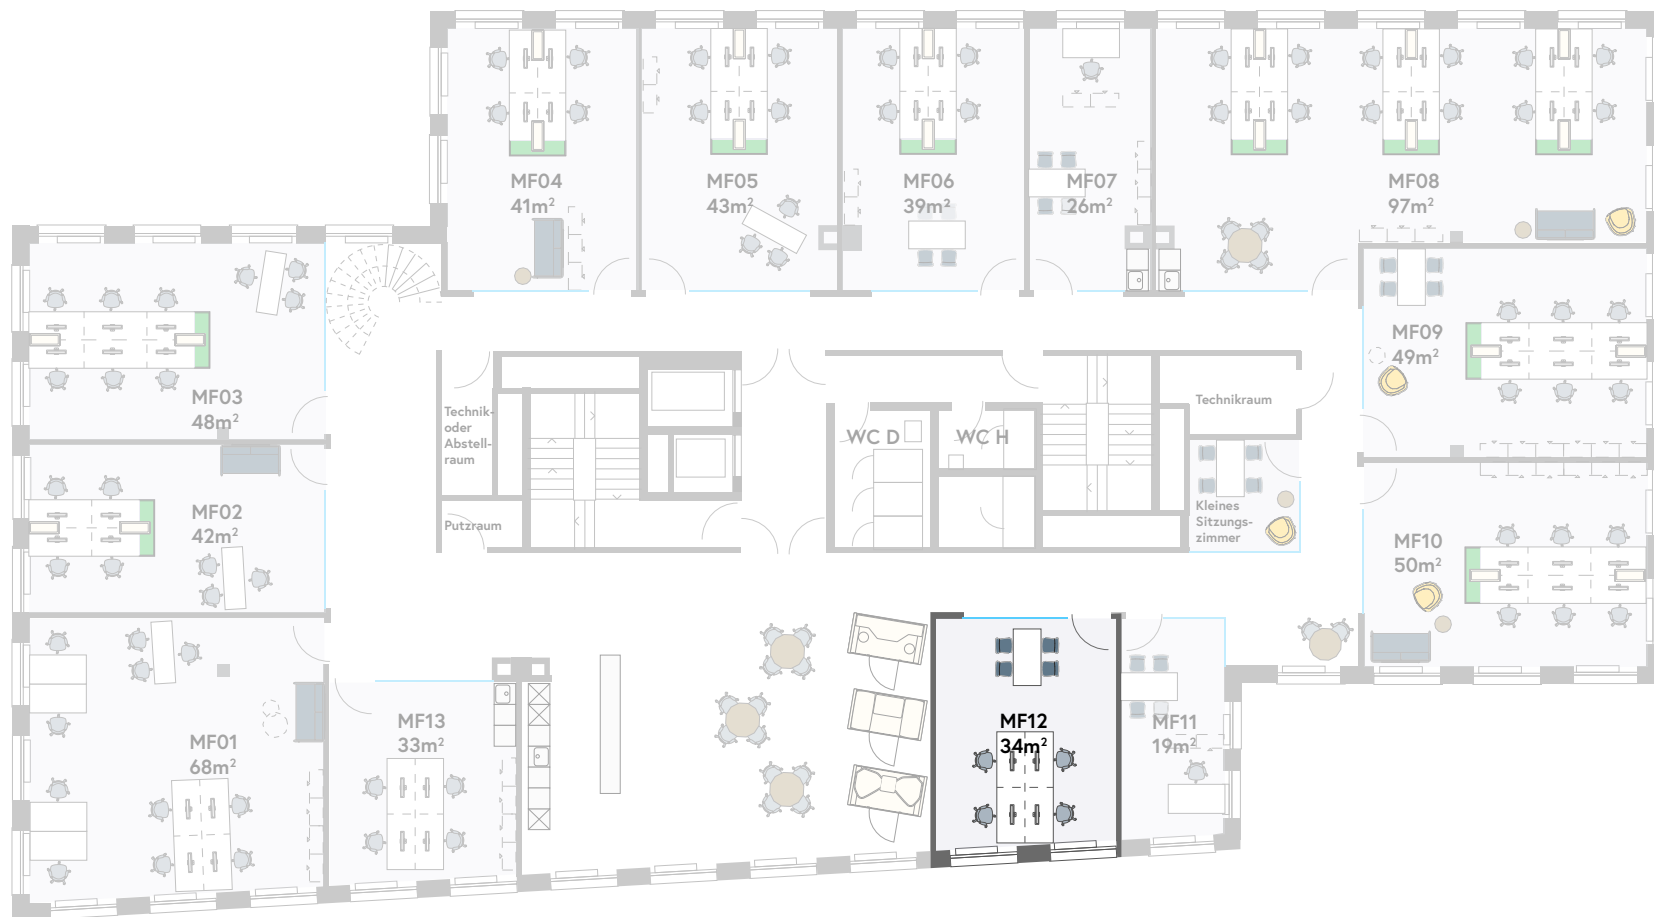 MF04
41m²
MF05
43m²
MF06
39m²
MF07
26m²
MF08
97m²
MF09
49m²
MF03
48m²
Technik-
oder
Abstell-
raum
WC D
WC H
Technikraum
MF02
42m²
Putzraum
Kleines
Sitzungs-
zimmer
MF10
50m²
MF01
68m²
MF13
33m²
MF12
34m²
MF11
19m²